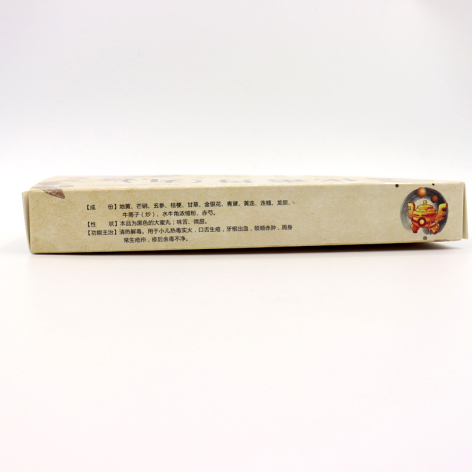 【成　　份】地黄、芒硝、玄参、桔梗、甘草、金银花、青黛、黄连、连翘、龙胆、
牛蒡子（炒）、水牛角浓缩粉、赤芍。
【性　　状】本品为黑色的大蜜丸；味苦、微甜。
【功能主治】清热解毒。用于小儿热毒实火，口舌生疮，牙根出血，咽喉赤肿，周身
常生疮疖，疹后余毒不净。